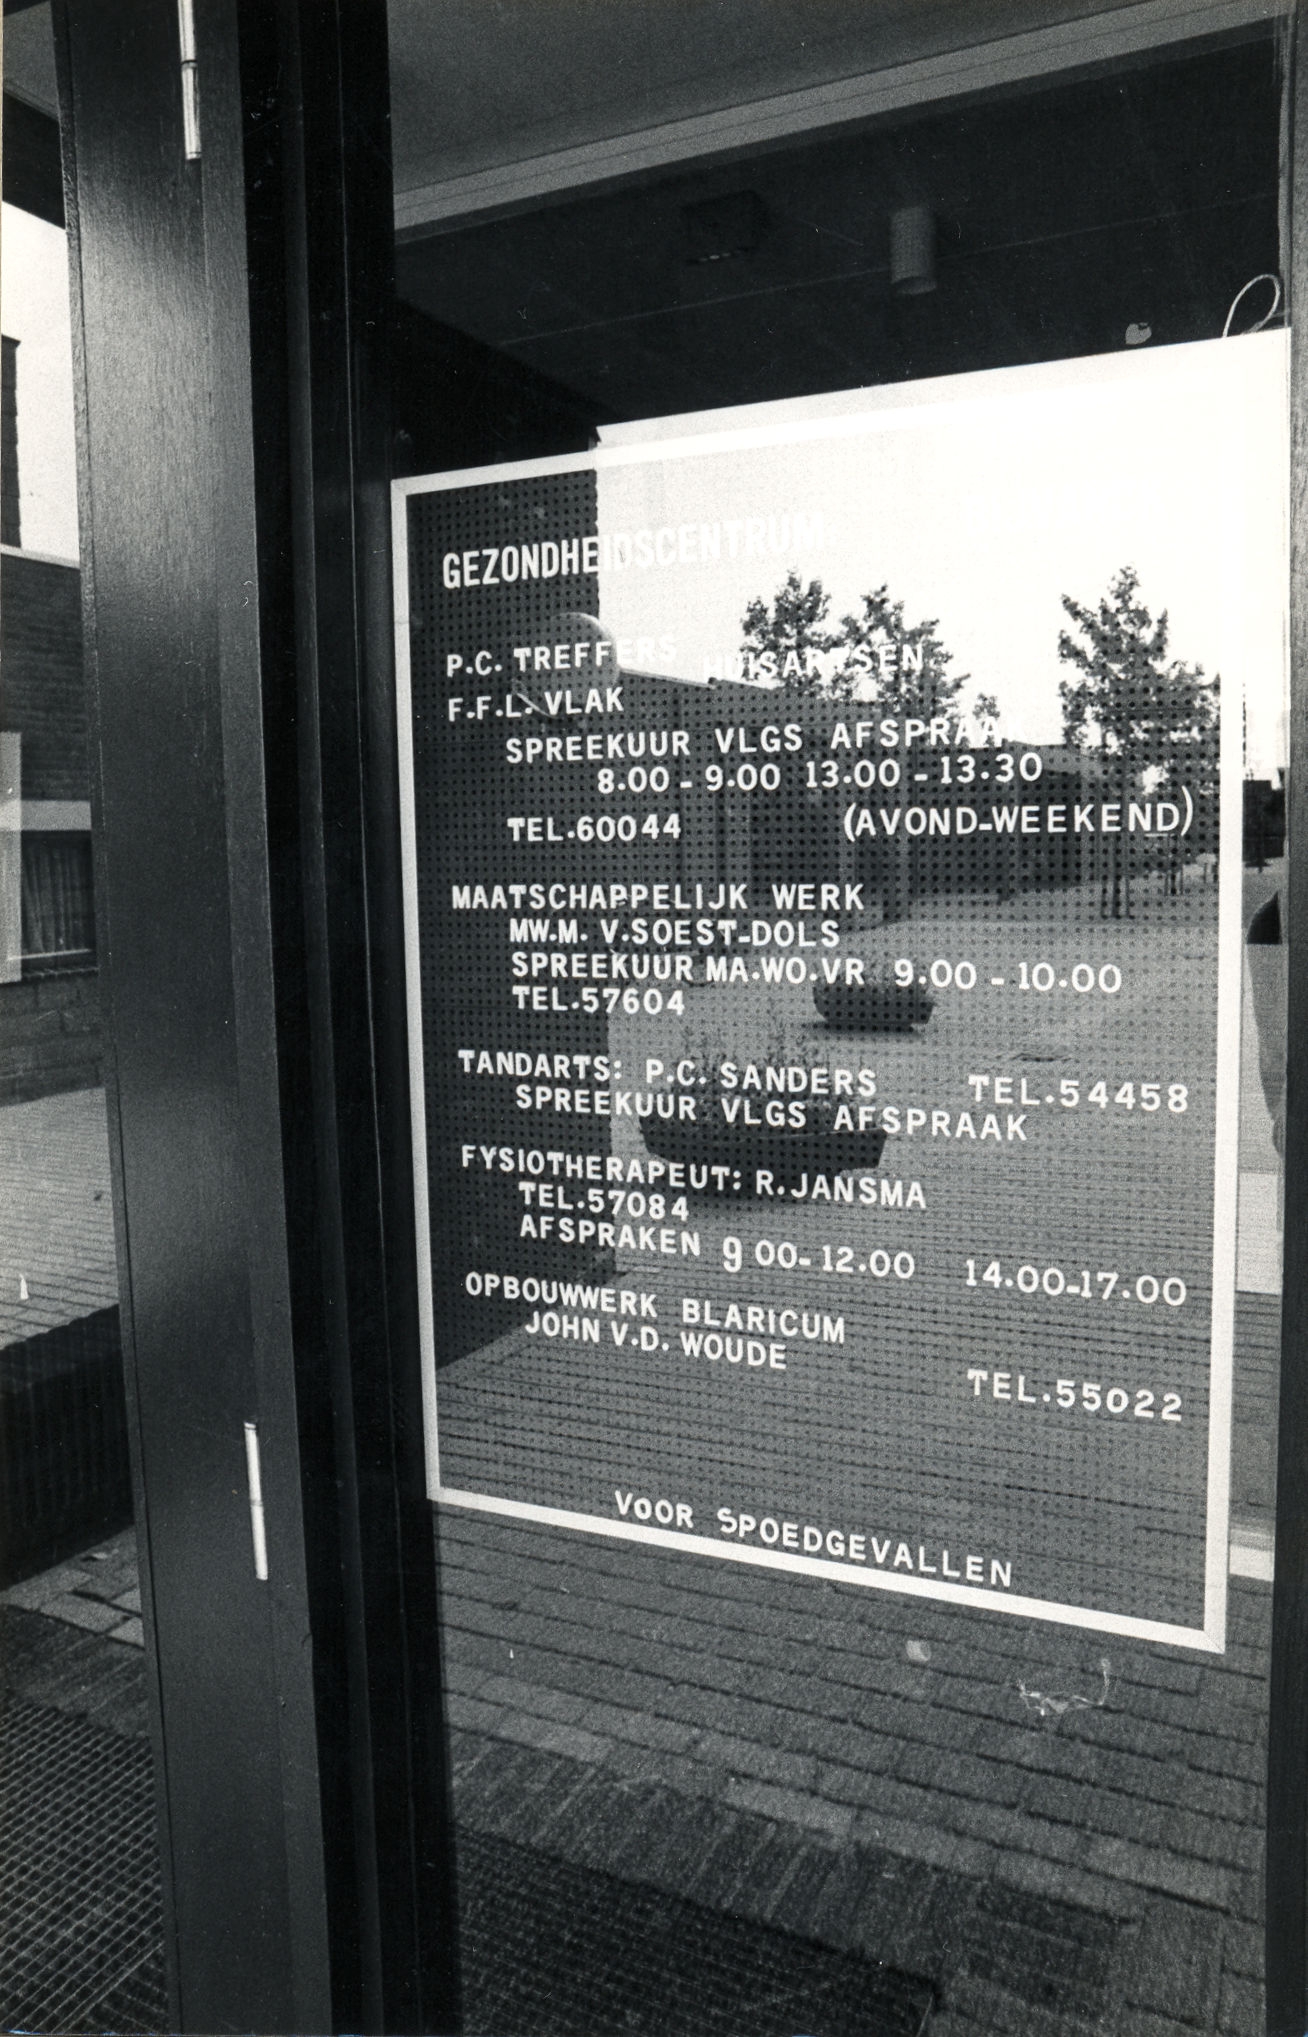 GEZONDHEIDSCENTRUM
P.C. TREFFERS HUISARTSEN
F.F.L. VLAK
SPREEKUUR VLGS AFSPRAAK
8.00 - 9.00 13.00 - 13.30
TEL.60044 (AVOND-WEEKEND)
MAATSCHAPPELIJK WERK
MW.M. V.SOEST-DOLS
SPREEKUUR MA.WO.VR 9.00 - 10.00
TEL.57604
TANDARTS: P.C. SANDERS TEL.54458
SPREEKUUR VLGS AFSPRAAK
FYSIOTHERAPEUT: R.JANSMA
TEL.57084
AFSPRAKEN 9 00-12.00 14.00-17.00
OPBOUWWERK BLARICUM
JOHN V.D. WOUDE
TEL.55022
VOOR SPOEDGEVALLEN